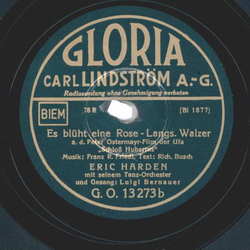 GLORIA
CARL LINDSTRÖM A.-G.
Radiosendung ohne Genehmigung verboten
BIEM
78 R
(BI 1877)
Es blüht eine Rose - Langs. Walzer
a. d. Peter Ostermayr-Film der Ufa
„Schloß Hubertus"
Musik: Franz R. Friedl, Text: Rich. Busch
ERIC HARDEN
mit seinem Tanz-Orchester
und Gesang: Luigi Bernauer
G. O. 13273b